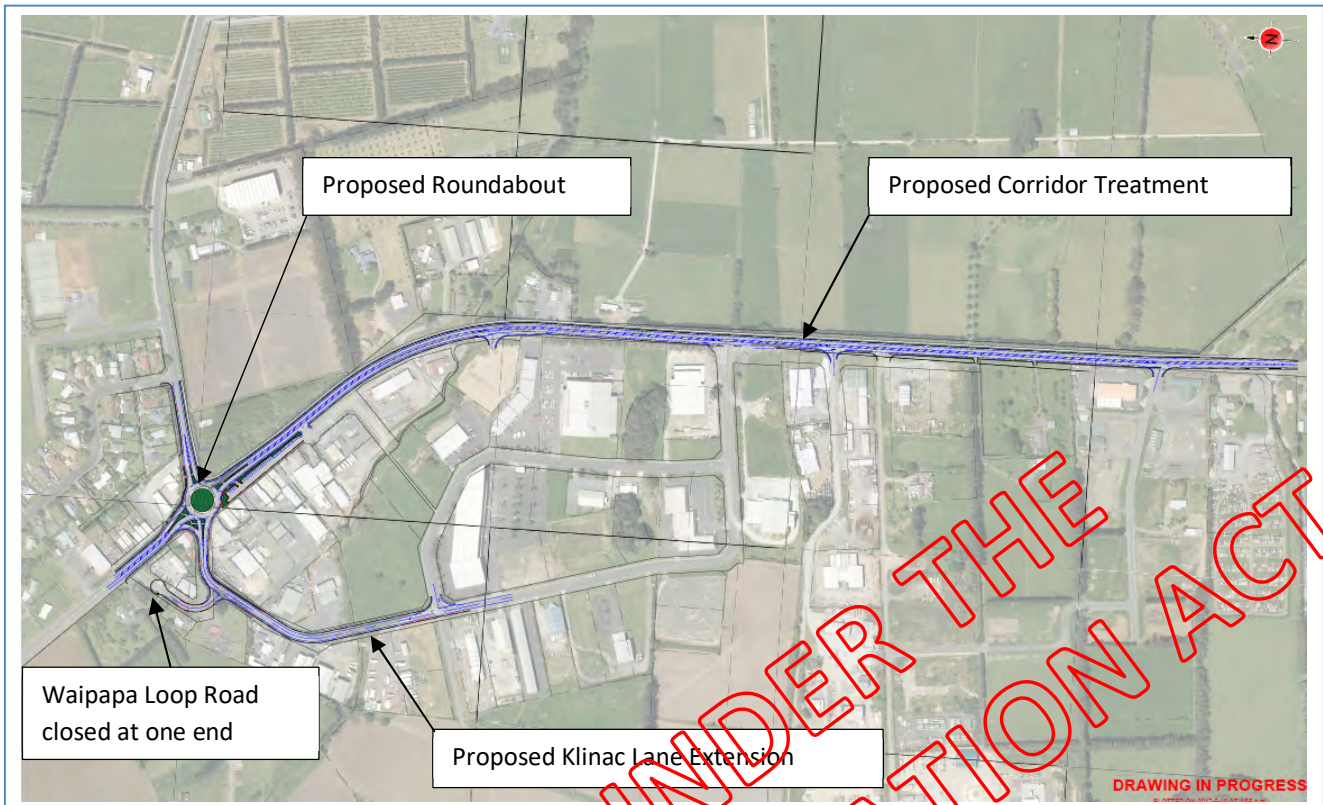 N
Proposed Roundabout
Proposed Corridor Treatment
Waipapa Loop Road
closed at one end
Proposed Klinac Lane Extension
UNDER THE
ATION ACT
DRAWING IN PROGRESS